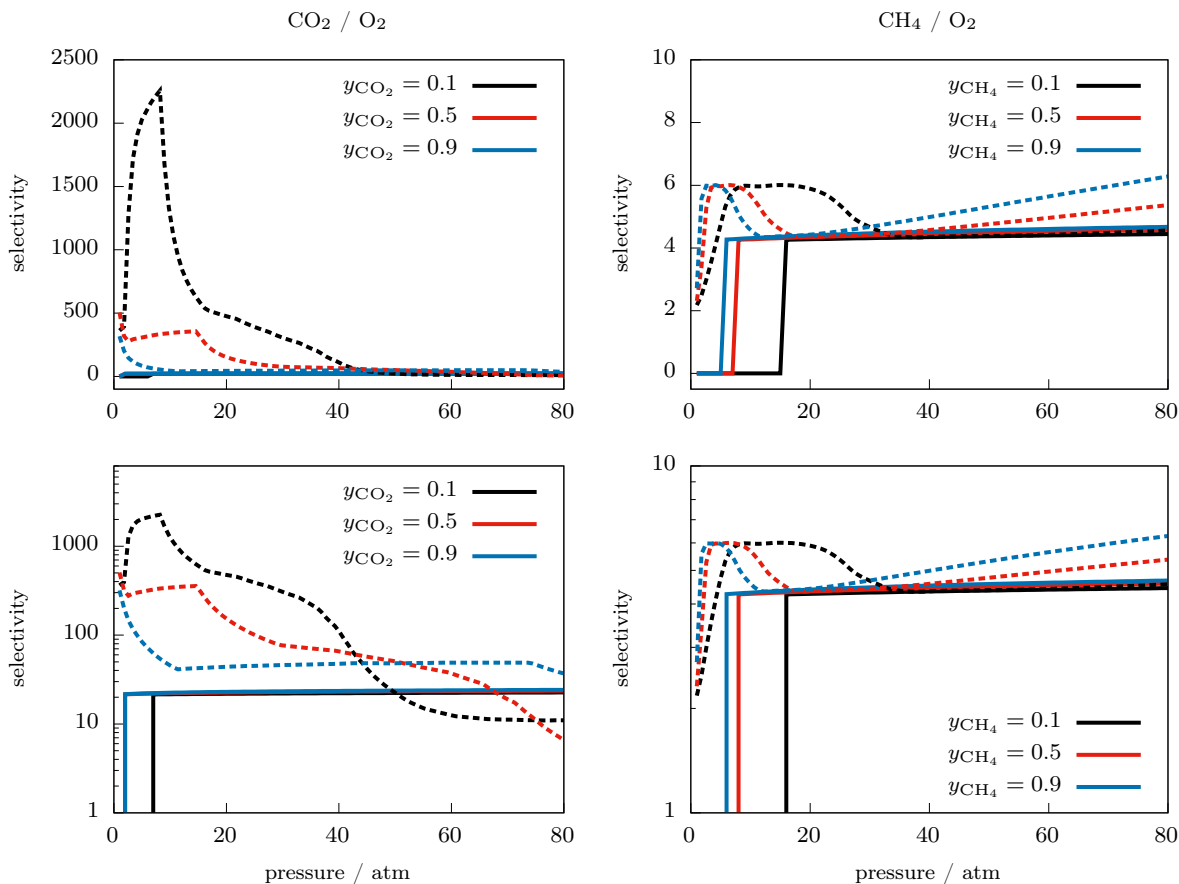 CO₂ / O₂
CH₄ / O₂
2500
2000
1500
1000
500
0
selectivity
y_CO₂ = 0.1
y_CO₂ = 0.5
y_CO₂ = 0.9
0 20 40 60 80
10
8
6
4
2
0
selectivity
y_CH₄ = 0.1
y_CH₄ = 0.5
y_CH₄ = 0.9
0 20 40 60 80
1000
100
10
1
selectivity
y_CO₂ = 0.1
y_CO₂ = 0.5
y_CO₂ = 0.9
0 20 40 60 80
pressure / atm
10
1
selectivity
y_CH₄ = 0.1
y_CH₄ = 0.5
y_CH₄ = 0.9
0 20 40 60 80
pressure / atm